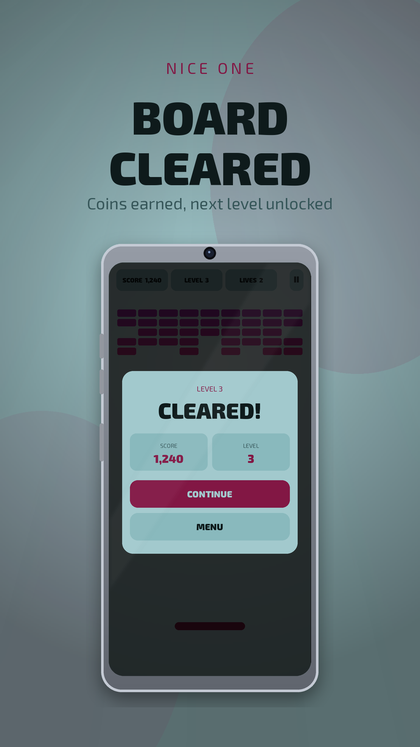 NICE ONE
BOARD
CLEARED
Coins earned, next level unlocked
SCORE 1,240 LEVEL 3 LIVES 2
LEVEL 3
CLEARED!
SCORE LEVEL
1,240 3
CONTINUE
MENU